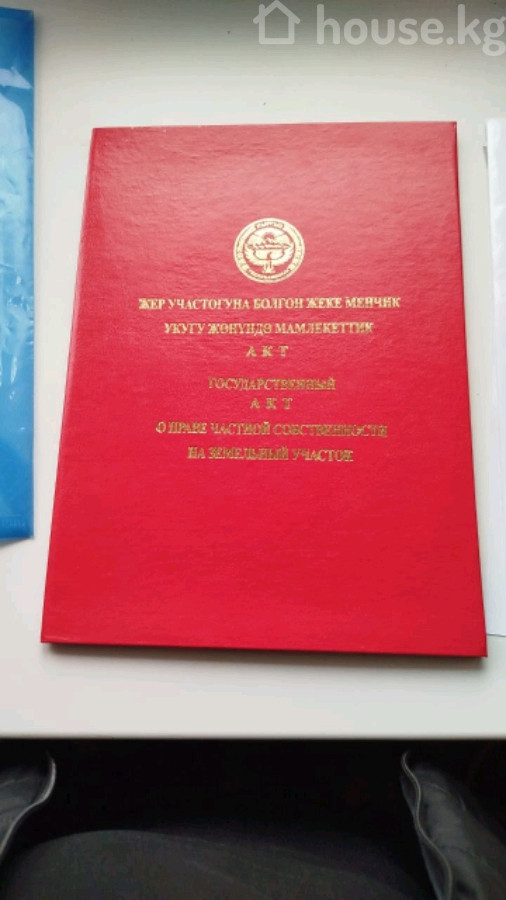 house.kg
ЖЕР УЧАСТОГУНА БОЛГОН ЖЕКЕ МЕНЧИК
УКУГУ ЖӨНҮНДӨ МАМЛЕКЕТТИК
А К Т
ГОСУДАРСТВЕННЫЙ
А К Т
О ПРАВЕ ЧАСТНОЙ СОБСТВЕННОСТИ
НА ЗЕМЕЛЬНЫЙ УЧАСТОК